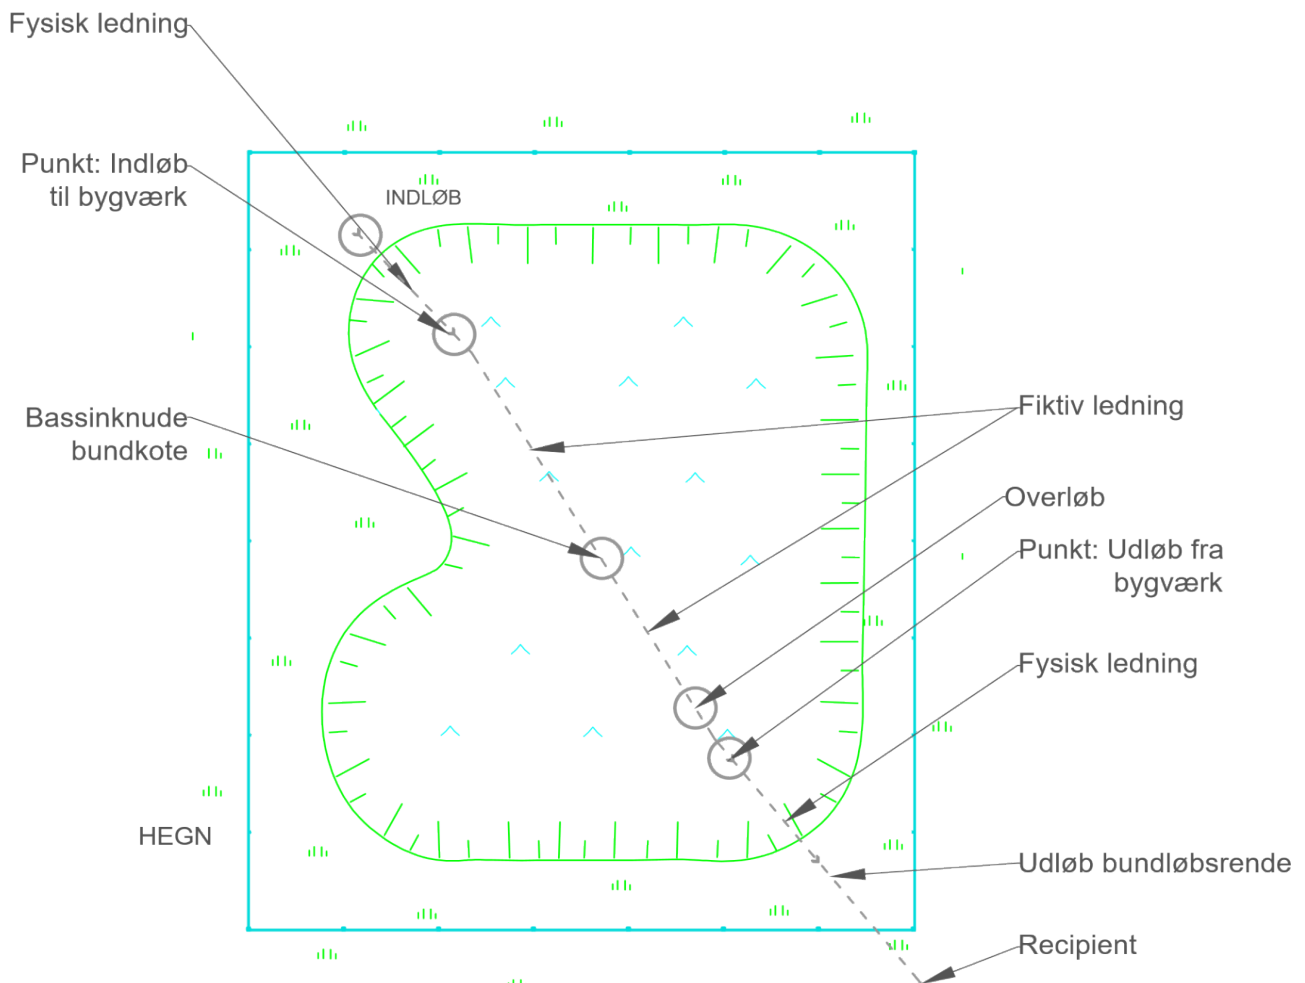 Fysisk ledning
Punkt: Indløb
til bygværk
INDLØB
Bassinknude
bundkote
Fiktiv ledning
Overløb
Punkt: Udløb fra
bygværk
Fysisk ledning
HEGN
Udløb bundløbsrende
Recipient